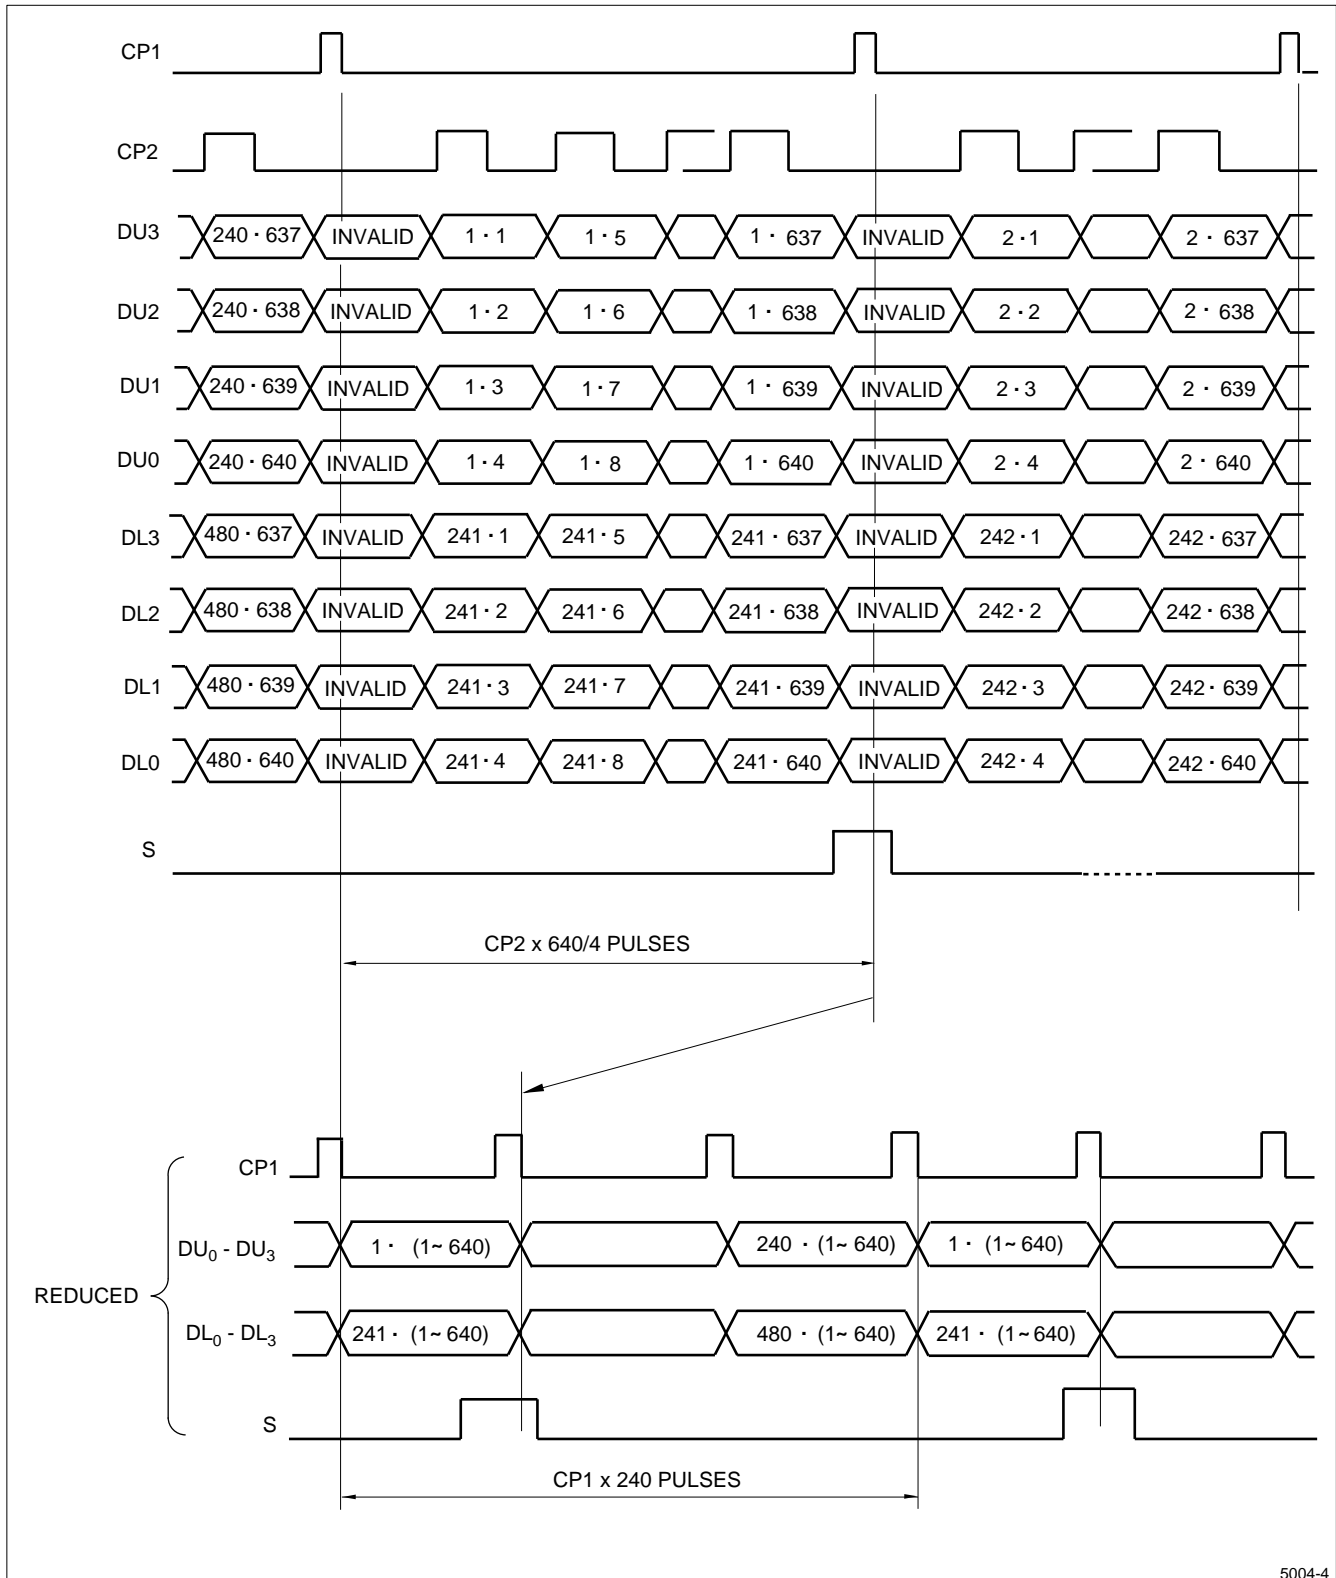 CP1
CP2
DU3 240 · 637 INVALID 1 · 1 1 · 5 1 · 637 INVALID 2 · 1 2 · 637
DU2 240 · 638 INVALID 1 · 2 1 · 6 1 · 638 INVALID 2 · 2 2 · 638
DU1 240 · 639 INVALID 1 · 3 1 · 7 1 · 639 INVALID 2 · 3 2 · 639
DU0 240 · 640 INVALID 1 · 4 1 · 8 1 · 640 INVALID 2 · 4 2 · 640
DL3 480 · 637 INVALID 241 · 1 241 · 5 241 · 637 INVALID 242 · 1 242 · 637
DL2 480 · 638 INVALID 241 · 2 241 · 6 241 · 638 INVALID 242 · 2 242 · 638
DL1 480 · 639 INVALID 241 · 3 241 · 7 241 · 639 INVALID 242 · 3 242 · 639
DL0 480 · 640 INVALID 241 · 4 241 · 8 241 · 640 INVALID 242 · 4 242 · 640
S
CP2 x 640/4 PULSES
CP1
DU0 - DU3 1 · (1~ 640) 240 · (1~ 640) 1 · (1~ 640)
REDUCED
DL0 - DL3 241 · (1~ 640) 480 · (1~ 640) 241 · (1~ 640)
S
CP1 x 240 PULSES
5004-4